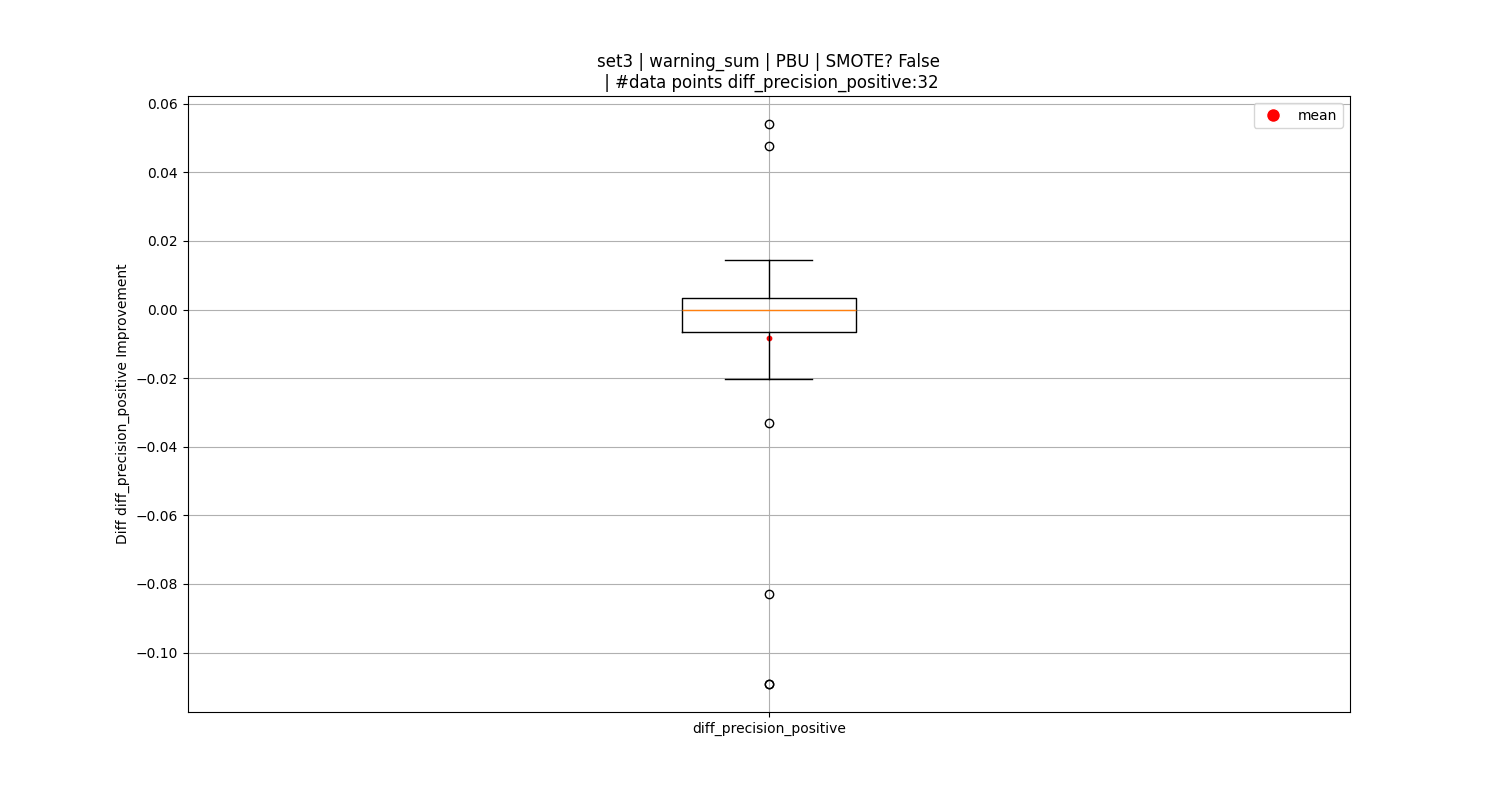 set3 | warning_sum | PBU | SMOTE? False
| #data points diff_precision_positive:32
mean
Diff diff_precision_positive Improvement
0.06
0.04
0.02
0.00
−0.02
−0.04
−0.06
−0.08
−0.10
diff_precision_positive